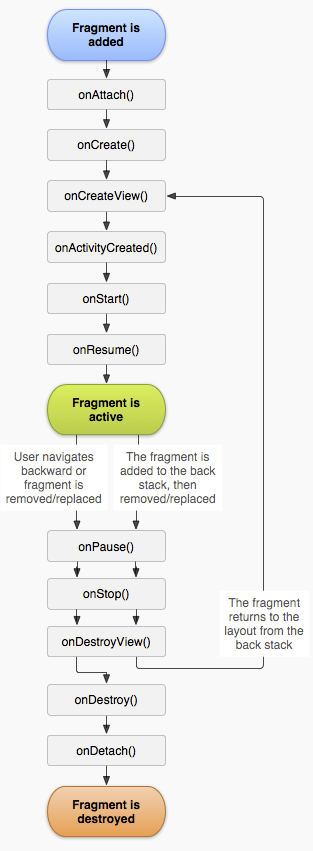 Fragment is
added
onAttach()
onCreate()
onCreateView()
onActivityCreated()
onStart()
onResume()
Fragment is
active
User navigates
backward or
fragment is
removed/replaced
The fragment is
added to the back
stack, then
removed/replaced
onPause()
onStop()
The fragment
returns to the
layout from the
back stack
onDestroyView()
onDestroy()
onDetach()
Fragment is
destroyed